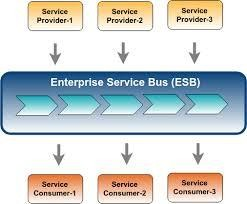 Service
Provider-1
Service
Provider-2
Service
Provider-3
Enterprise Service Bus (ESB)
Service
Consumer-1
Service
Consumer-2
Service
Consumer-3